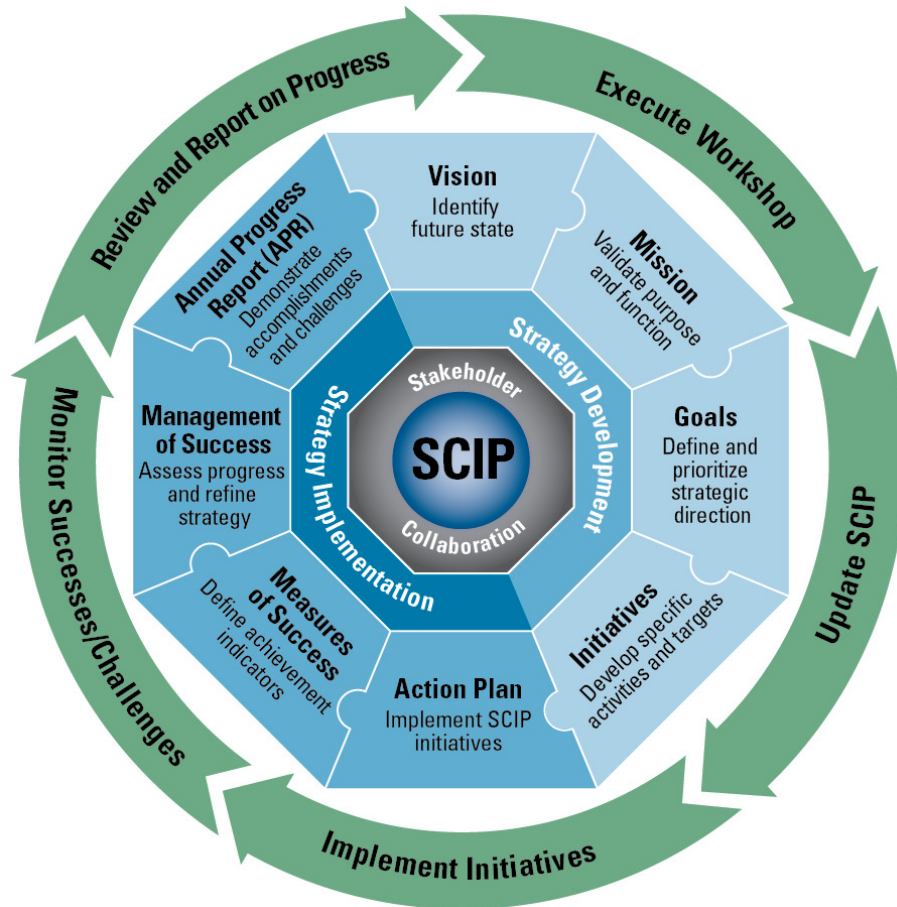 Review and Report on Progress
Execute Workshop
Update SCIP
Implement Initiatives
Monitor Successes/Challenges
Vision
Identify
future state
Mission
Validate purpose
and function
Goals
Define and
prioritize
strategic
direction
Initiatives
Develop specific
activities and targets
Action Plan
Implement SCIP
initiatives
Measures
of Success
Define achievement
indicators
Management
of Success
Assess progress
and refine
strategy
Annual Progress
Report (APR)
Demonstrate
accomplishments
and challenges
Strategy Development
Strategy Implementation
Stakeholder
SCIP
Collaboration